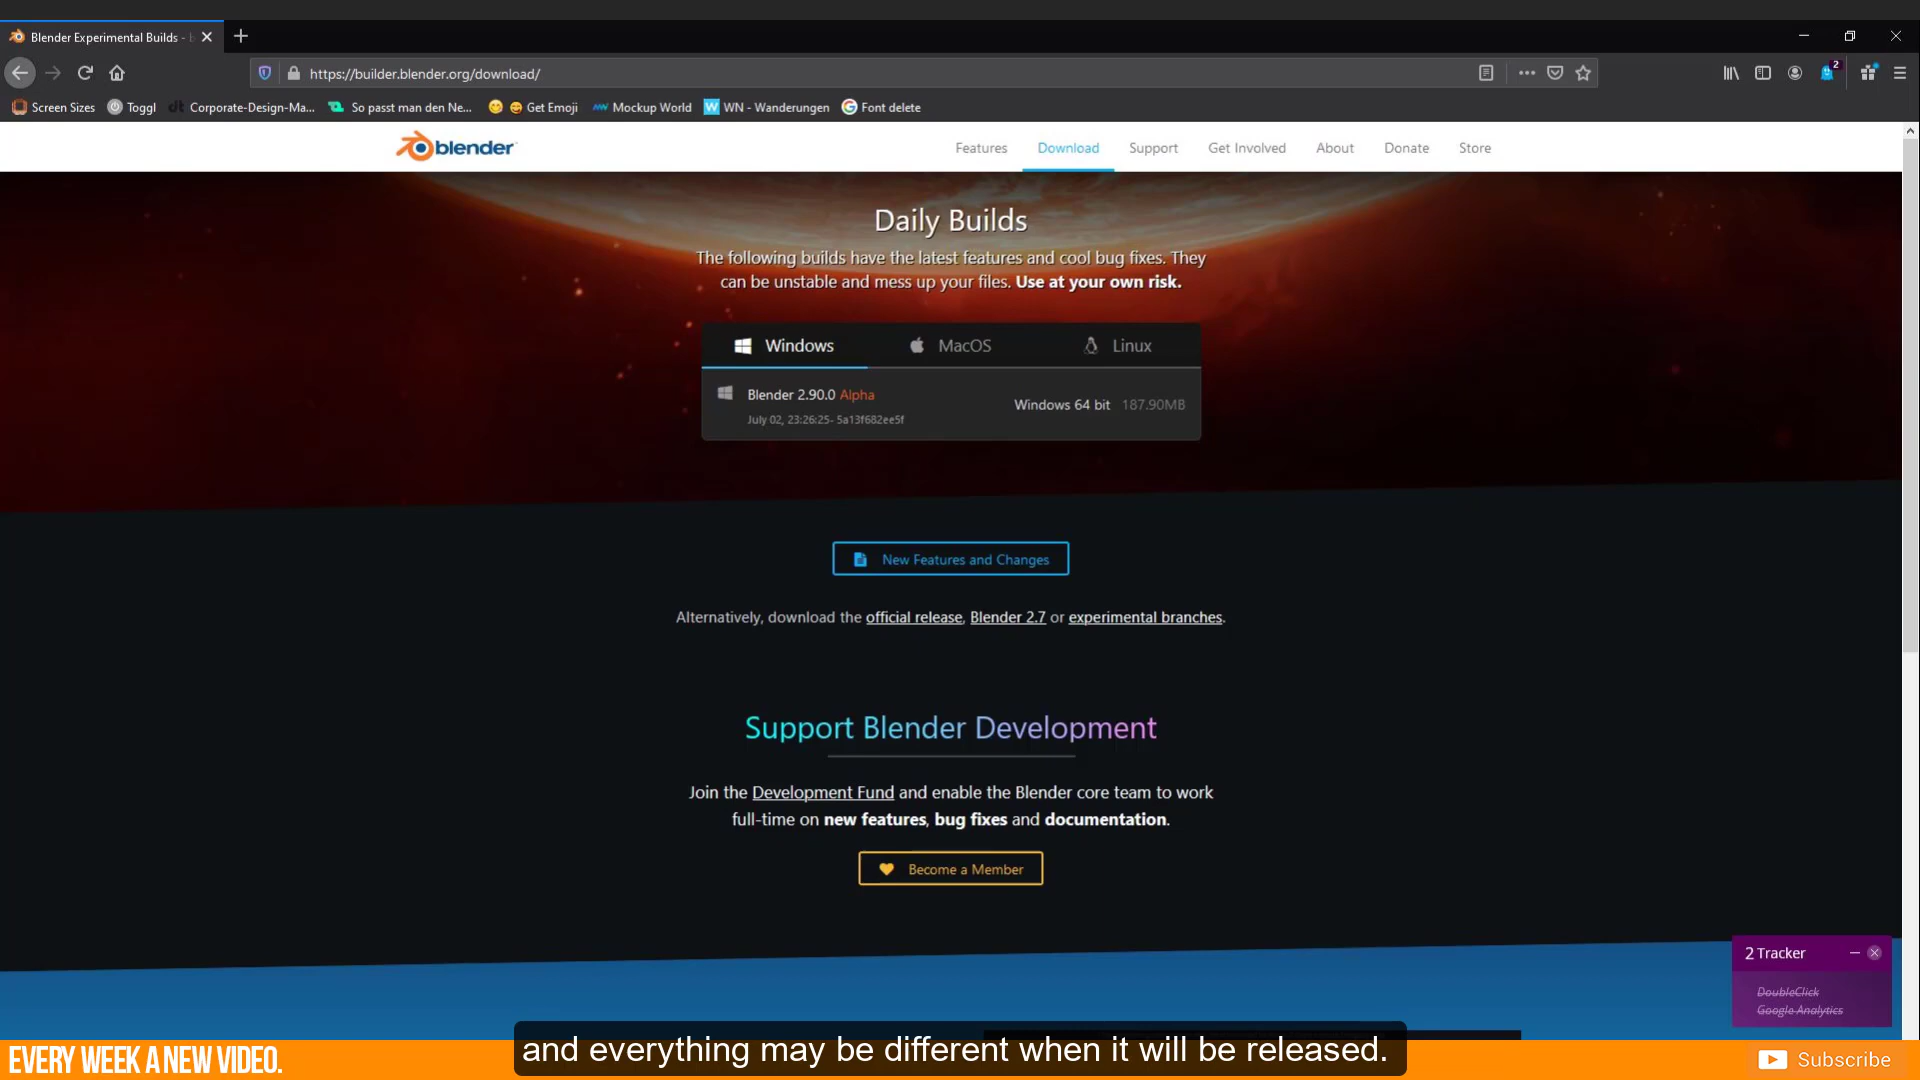 Blender Experimental Builds -
https://builder.blender.org/download/
2
Screen Sizes
Toggl
Corporate-Design-Ma...
So passt man den Ne...
Get Emoji
Mockup World
WN - Wanderungen
Font delete
blender
Features
Download
Support
Get Involved
About
Donate
Store
Daily Builds
The following builds have the latest features and cool bug fixes. They
can be unstable and mess up your files. Use at your own risk.
Windows
MacOS
Linux
Blender 2.90.0 Alpha
July 02, 23:26:25- 5a13f682ee5f
Windows 64 bit 187.90MB
New Features and Changes
Alternatively, download the official release, Blender 2.7 or experimental branches.
Support Blender Development
Join the Development Fund and enable the Blender core team to work
full-time on new features, bug fixes and documentation.
Become a Member
2 Tracker
DoubleClick
Google Analytics
and everything may be different when it will be released.
EVERY WEEK A NEW VIDEO.
Subscribe